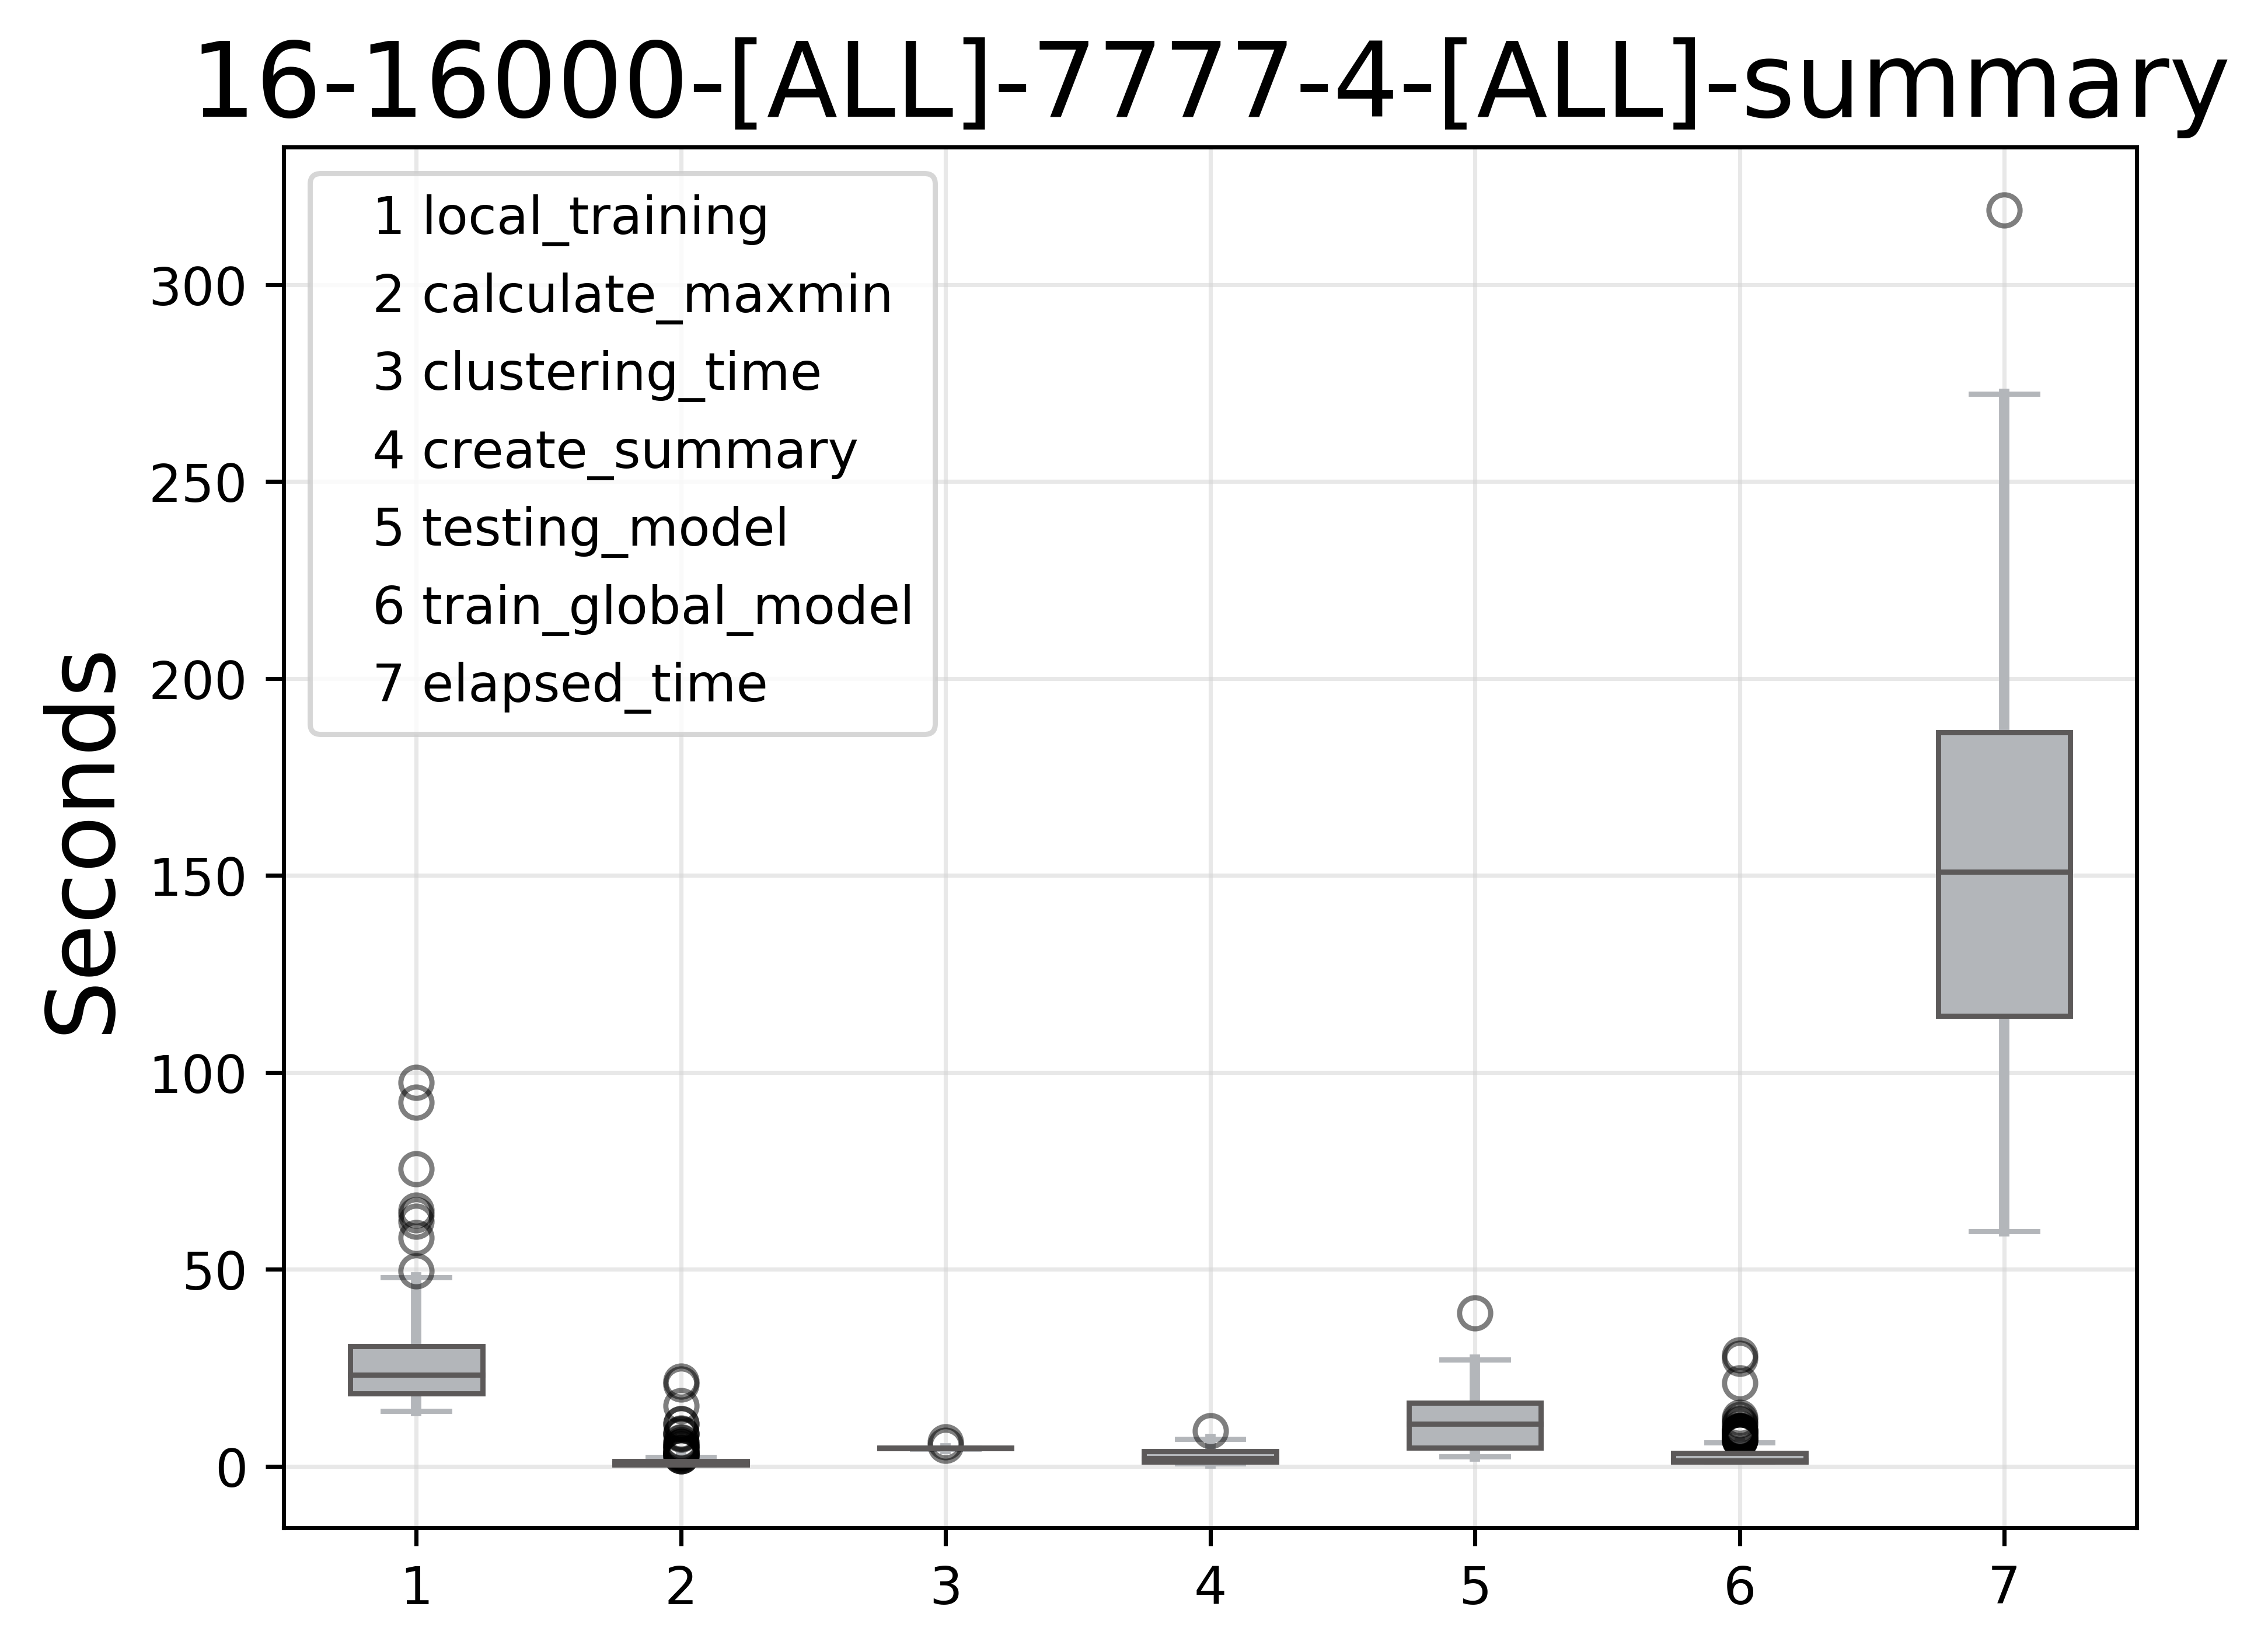 16-16000-[ALL]-7777-4-[ALL]-summary
1 local_training
2 calculate_maxmin
3 clustering_time
4 create_summary
5 testing_model
6 train_global_model
7 elapsed_time
Seconds
300
250
200
150
100
50
0
1 2 3 4 5 6 7